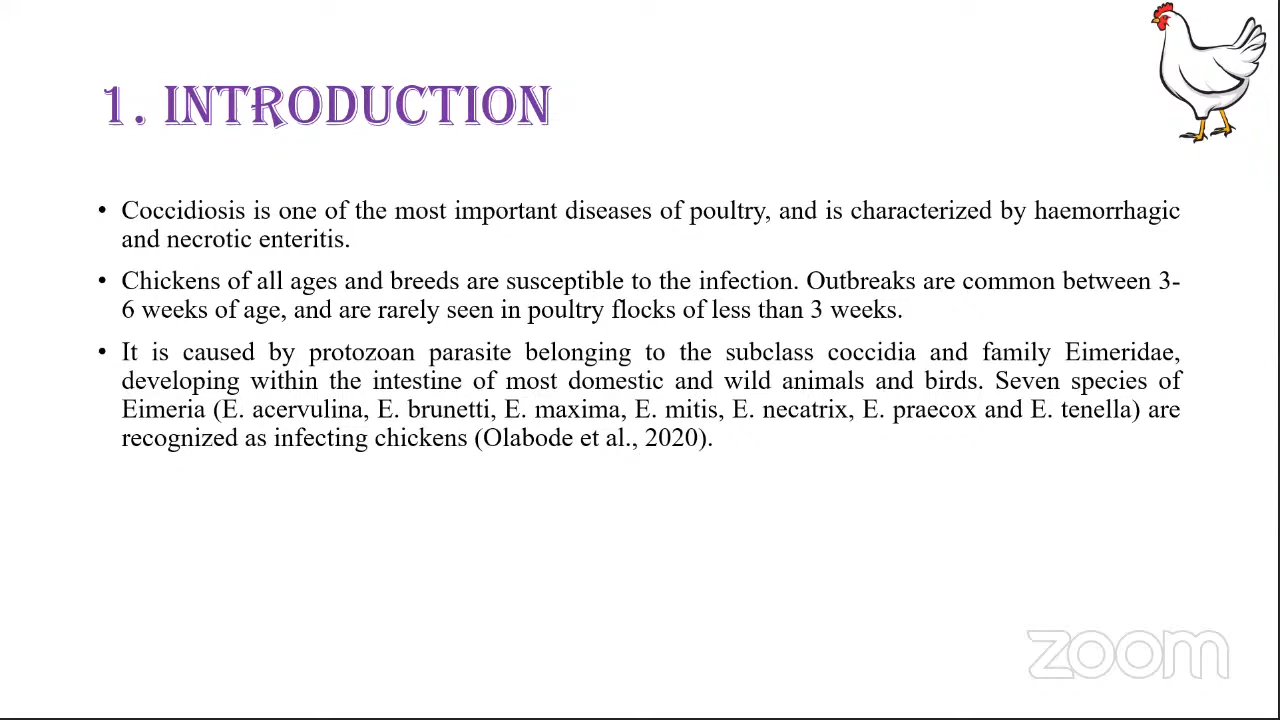 1. INTRODUCTION
• Coccidiosis is one of the most important diseases of poultry, and is characterized by haemorrhagic
and necrotic enteritis.
• Chickens of all ages and breeds are susceptible to the infection. Outbreaks are common between 3-
6 weeks of age, and are rarely seen in poultry flocks of less than 3 weeks.
• It is caused by protozoan parasite belonging to the subclass coccidia and family Eimeridae,
developing within the intestine of most domestic and wild animals and birds. Seven species of
Eimeria (E. acervulina, E. brunetti, E. maxima, E. mitis, E. necatrix, E. praecox and E. tenella) are
recognized as infecting chickens (Olabode et al., 2020).
zoom